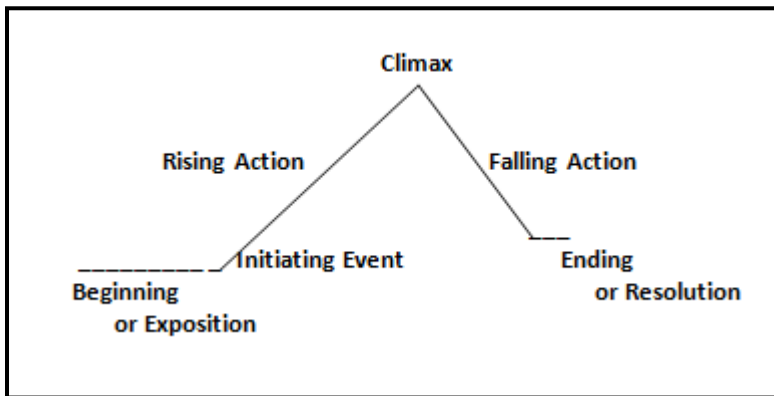 Climax
Rising Action
Falling Action
Initiating Event
Beginning
or Exposition
Ending
or Resolution